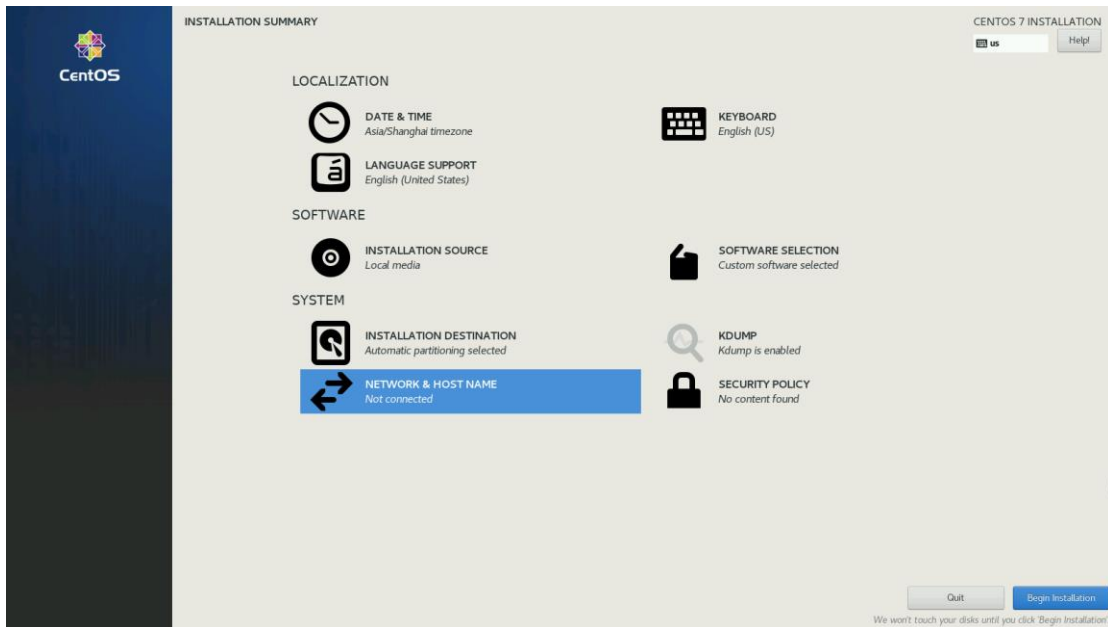 INSTALLATION SUMMARY
CENTOS 7 INSTALLATION
us
Help!
CentOS
LOCALIZATION
DATE & TIME
Asia/Shanghai timezone
KEYBOARD
English (US)
LANGUAGE SUPPORT
English (United States)
SOFTWARE
INSTALLATION SOURCE
Local media
SOFTWARE SELECTION
Custom software selected
SYSTEM
INSTALLATION DESTINATION
Automatic partitioning selected
KDUMP
Kdump is enabled
NETWORK & HOST NAME
Not connected
SECURITY POLICY
No content found
Quit
Begin Installation
We won't touch your disks until you click 'Begin Installation'